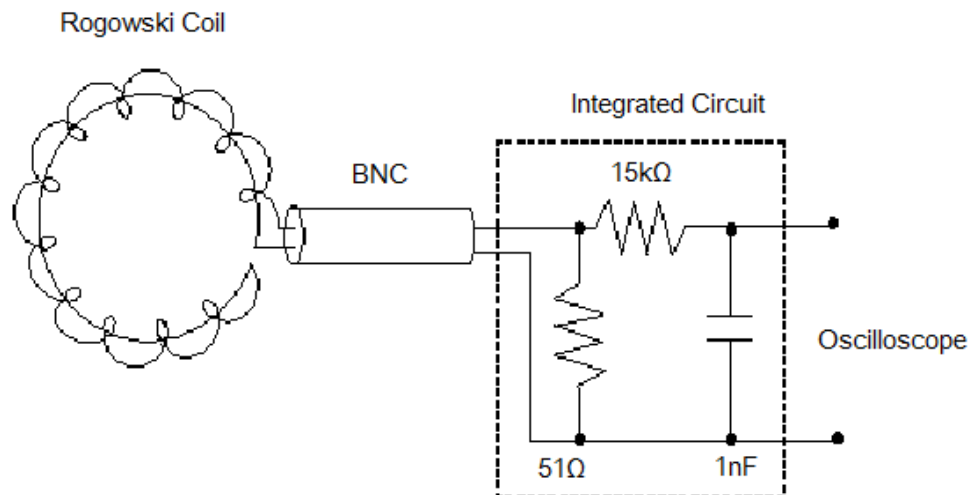 Rogowski Coil
Integrated Circuit
BNC
15kΩ
Oscilloscope
51Ω
1nF